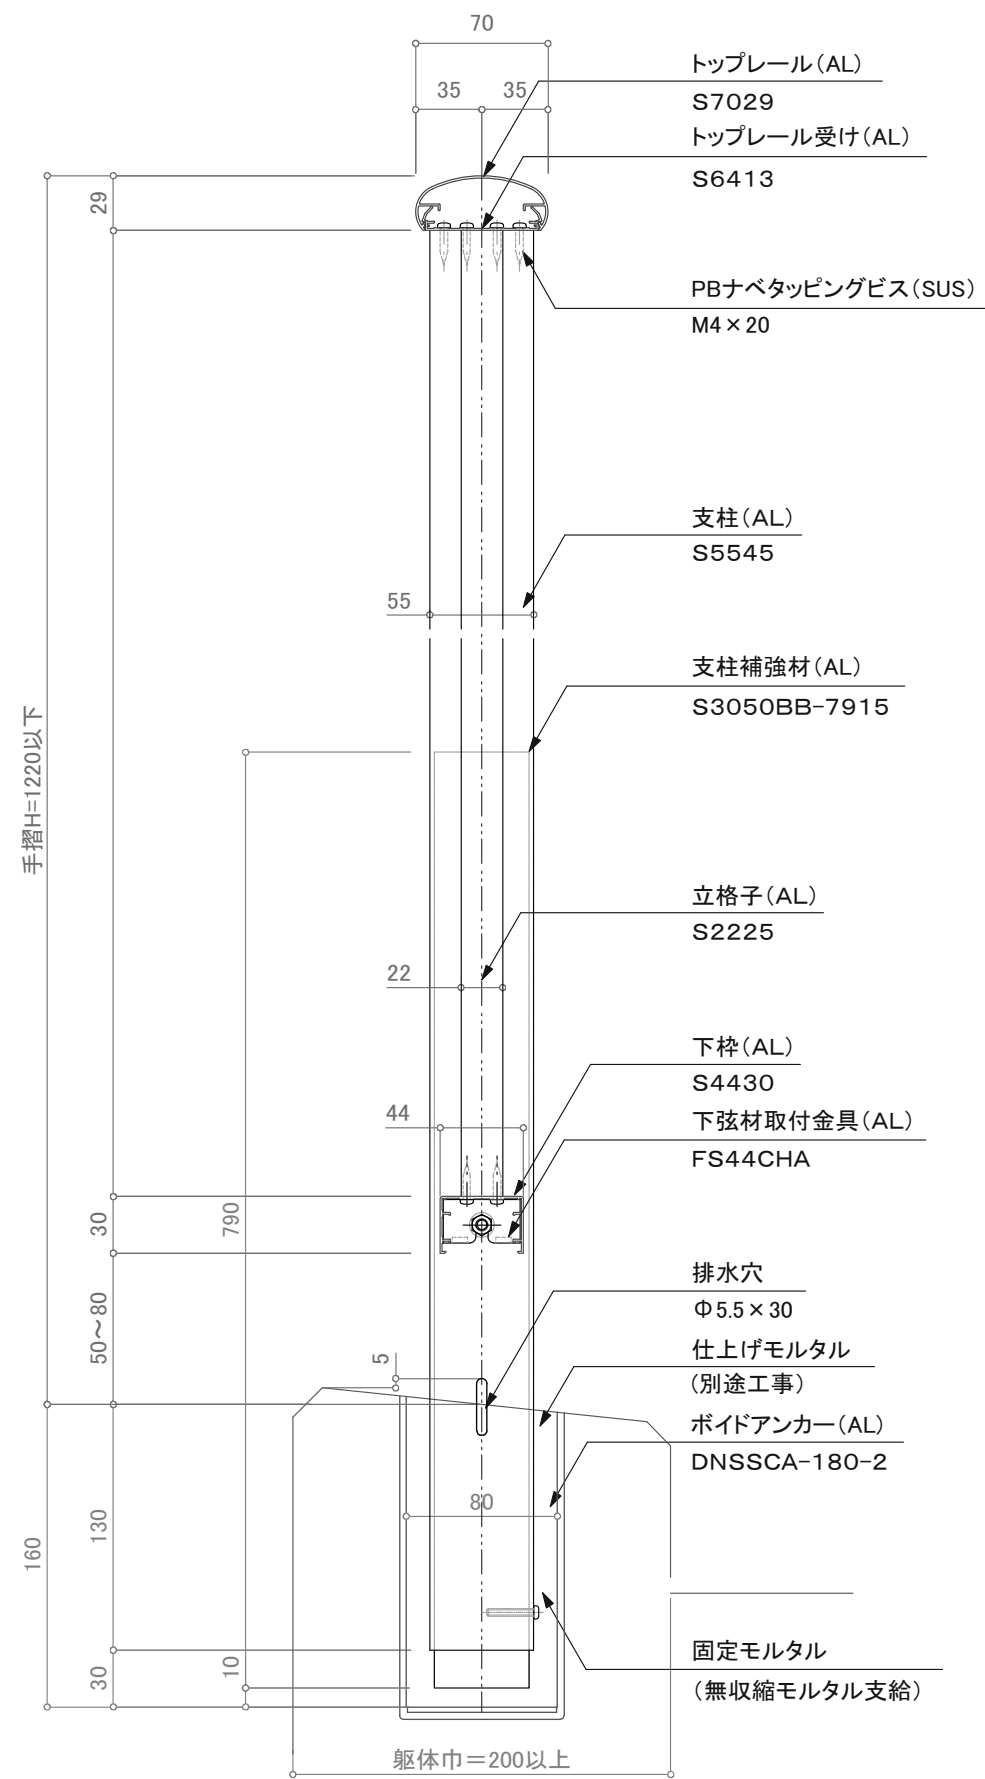 70
35
35
トップレール(AL)
S7029
トップレール受け(AL)
S6413
29
PBナベタッピングビス(SUS)
M4×20
支柱(AL)
S5545
55
支柱補強材(AL)
S3050BB-7915
手摺H=1220以下
立格子(AL)
S2225
22
下枠(AL)
S4430
44
下弦材取付金具(AL)
FS44CHA
30
790
排水穴
Φ5.5×30
50~80
5
仕上げモルタル
(別途工事)
ボイドアンカー(AL)
DNSSCA-180-2
80
130
160
固定モルタル
(無収縮モルタル支給)
30
10
躯体巾=200以上